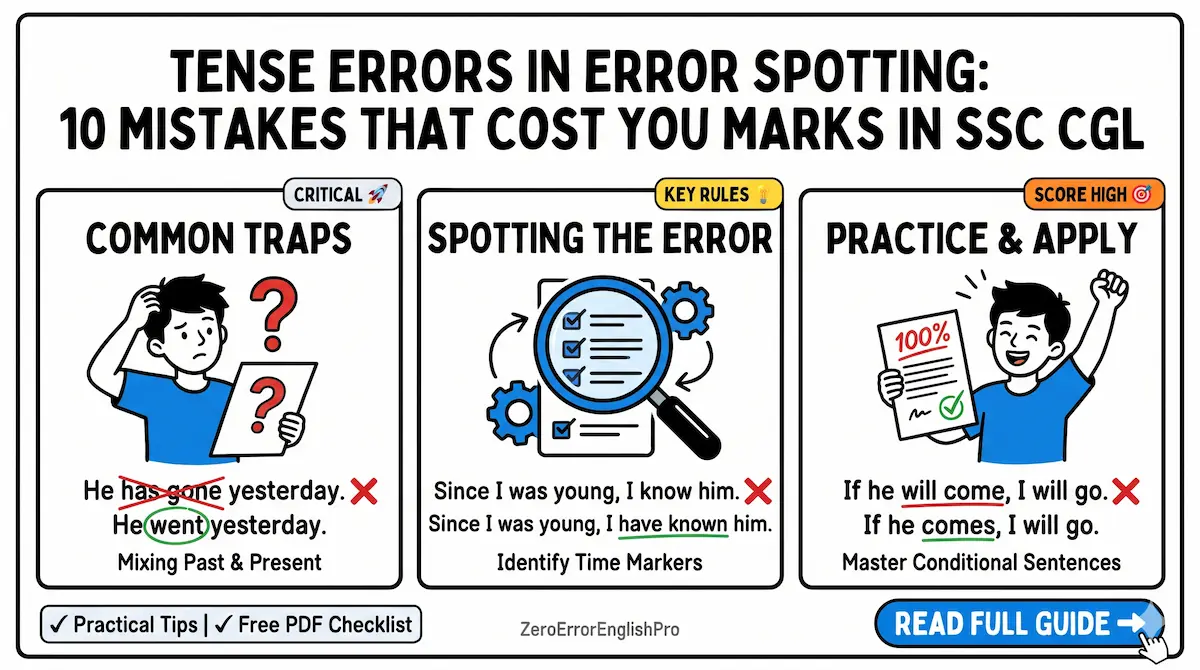 TENSE ERRORS IN ERROR SPOTTING:
10 MISTAKES THAT COST YOU MARKS IN SSC CGL
CRITICAL 🚀
COMMON TRAPS
?
?
He has gone yesterday. ❌
He went yesterday.
Mixing Past & Present
KEY RULES 💡
SPOTTING THE ERROR
Since I was young, I know him. ❌
Since I was young, I have known him.
Identify Time Markers
SCORE HIGH 🎯
PRACTICE & APPLY
100%
If he will come, I will go. ❌
If he comes, I will go.
Master Conditional Sentences
✓ Practical Tips | ✓ Free PDF Checklist
ZeroErrorEnglishPro
READ FULL GUIDE →